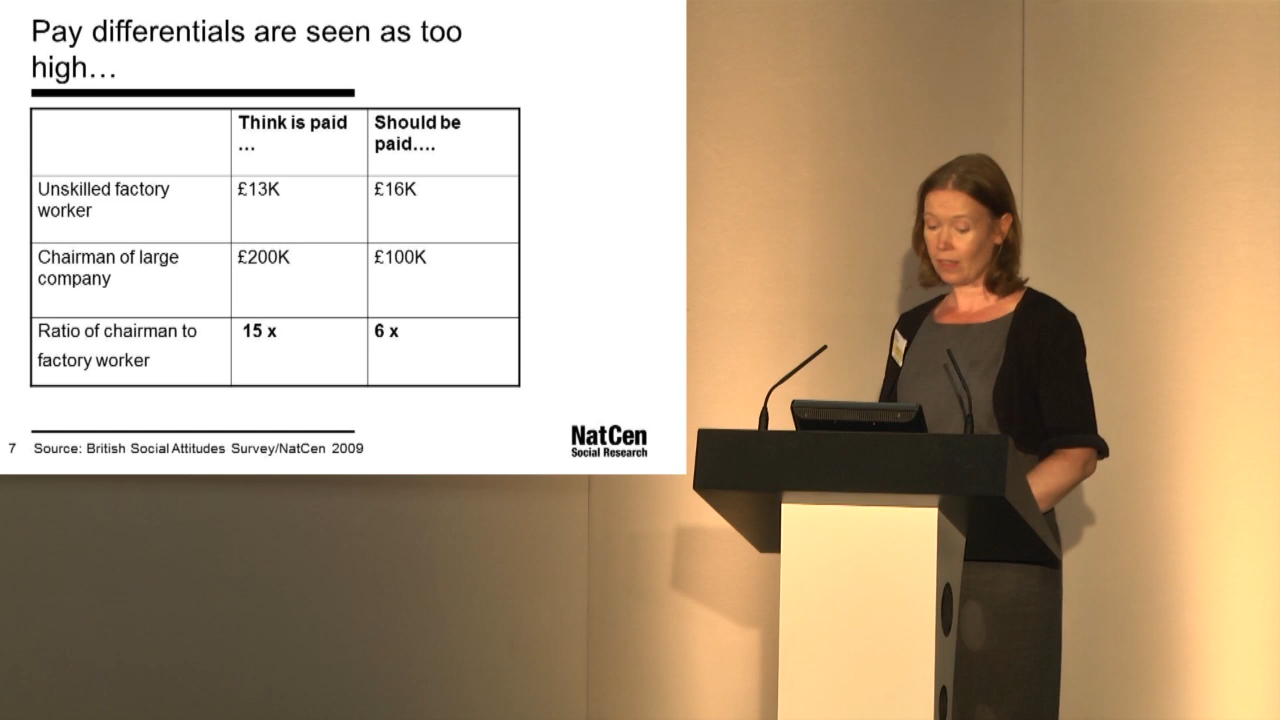 Pay differentials are seen as too
high…
Think is paid
…
Should be
paid….
Unskilled factory
worker
£13K
£16K
Chairman of large
company
£200K
£100K
Ratio of chairman to
factory worker
15 x
6 x
7 Source: British Social Attitudes Survey/NatCen 2009
NatCen
Social Research